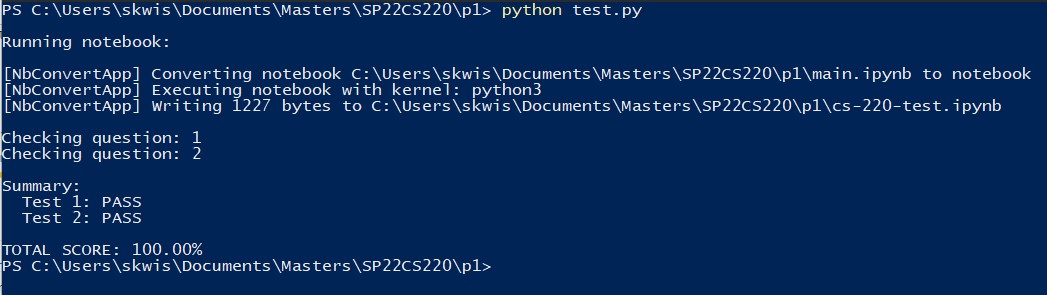 PS C:\Users\skwis\Documents\Masters\SP22CS220\p1> python test.py
Running notebook:
[NbConvertApp] Converting notebook C:\Users\skwis\Documents\Masters\SP22CS220\p1\main.ipynb to notebook
[NbConvertApp] Executing notebook with kernel: python3
[NbConvertApp] Writing 1227 bytes to C:\Users\skwis\Documents\Masters\SP22CS220\p1\cs-220-test.ipynb
Checking question: 1
Checking question: 2
Summary:
  Test 1: PASS
  Test 2: PASS
TOTAL SCORE: 100.00%
PS C:\Users\skwis\Documents\Masters\SP22CS220\p1>